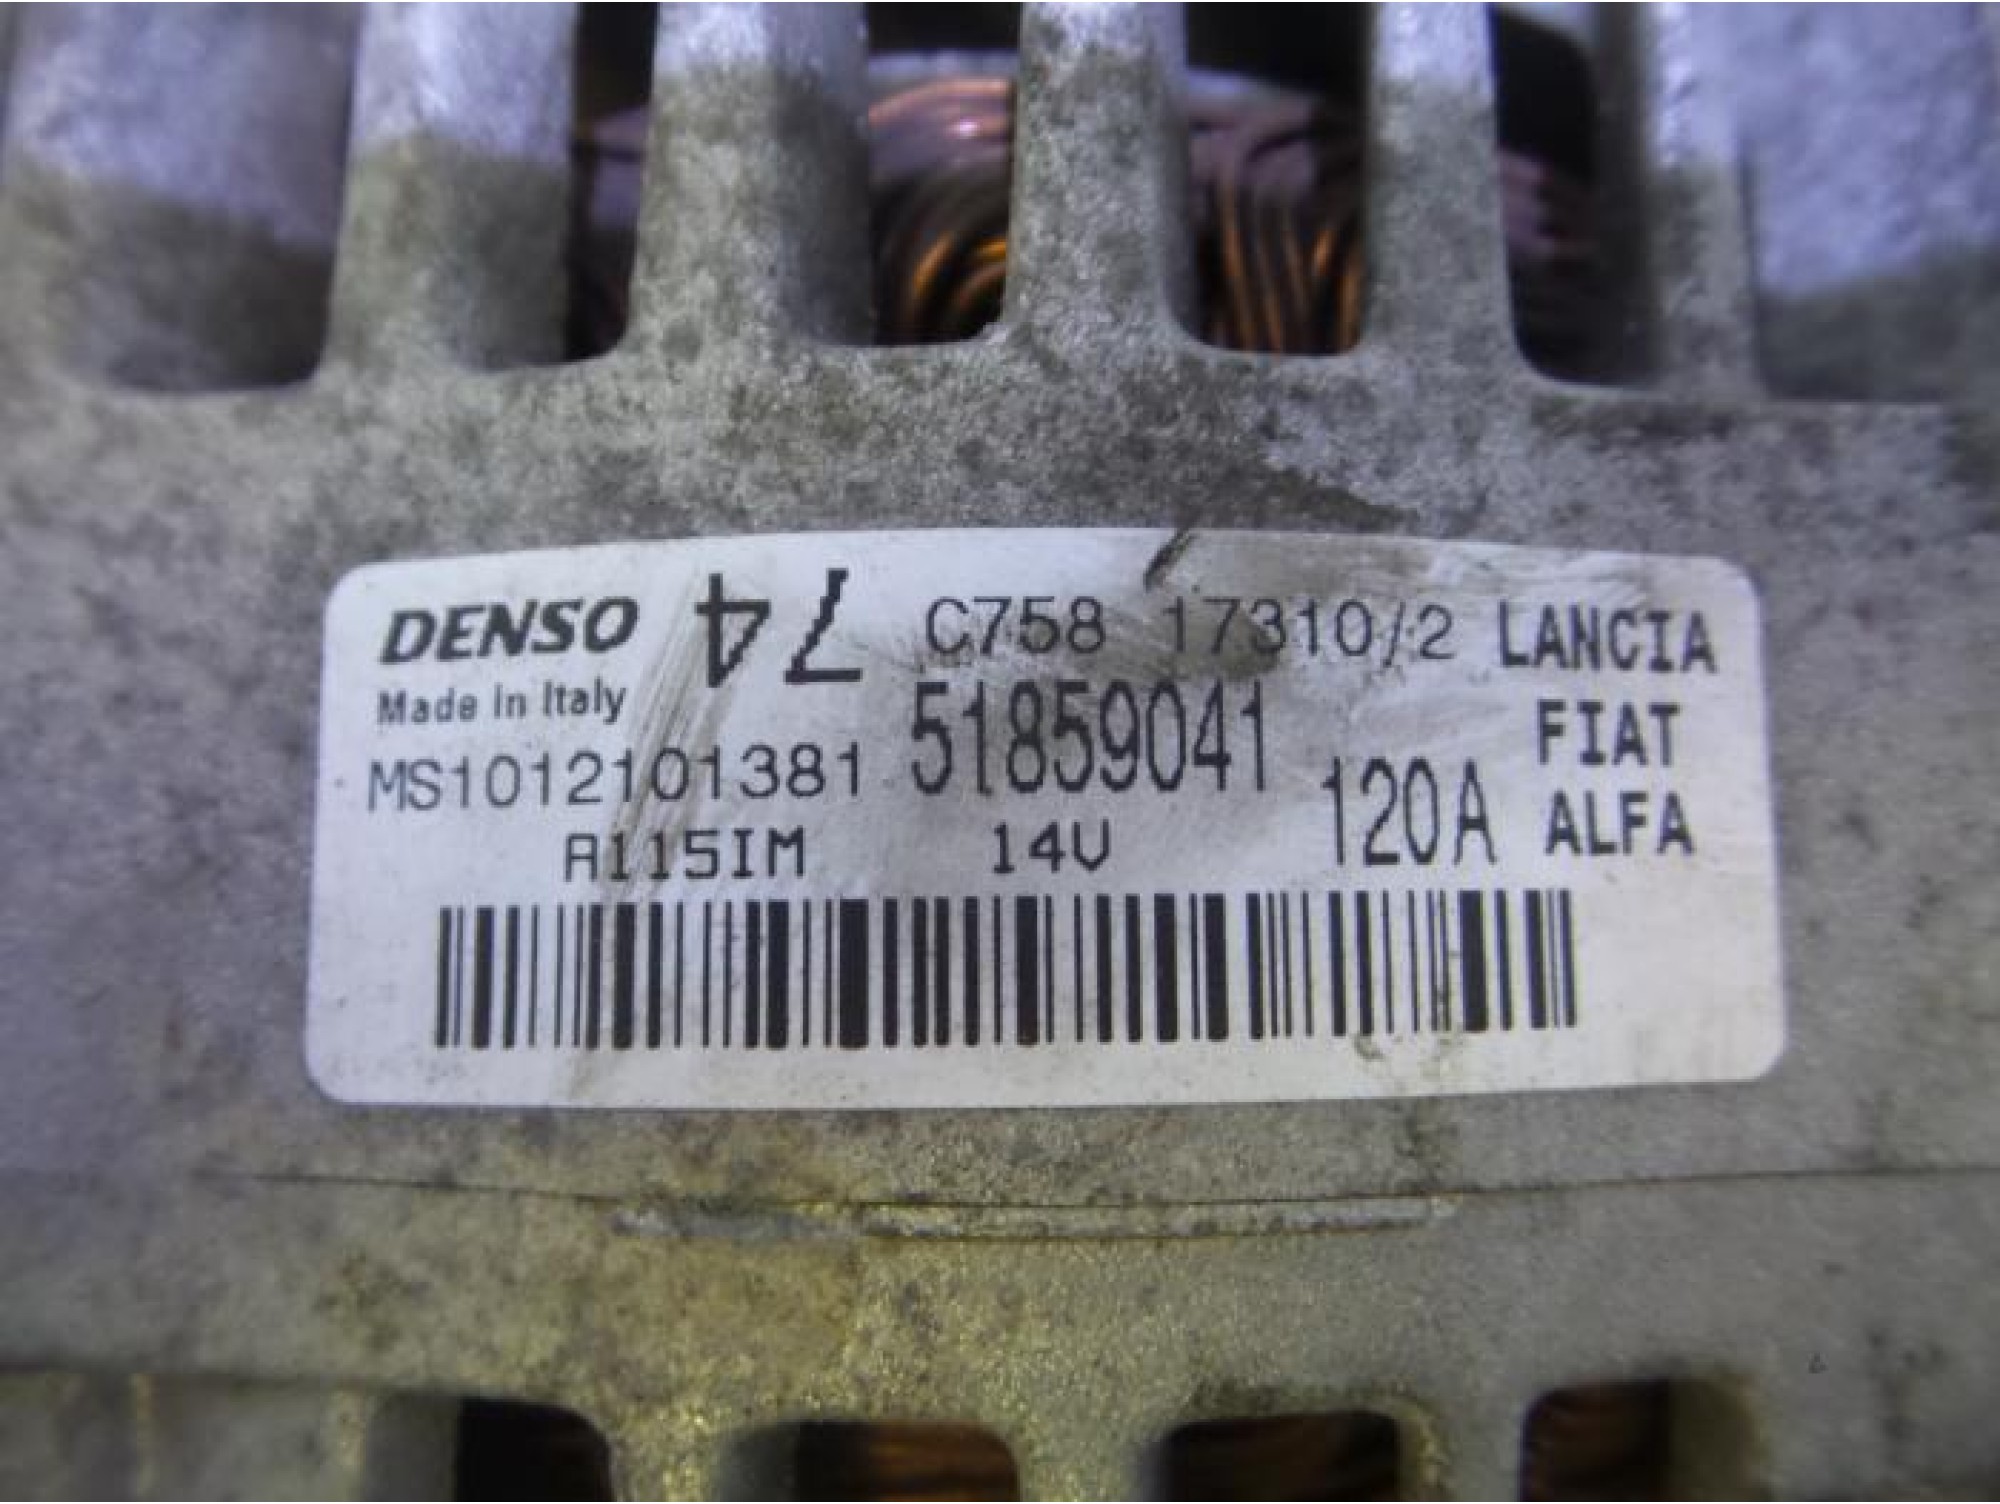 DENSO 74 C758 17310/2 LANCIA
Made in Italy 51859041 FIAT
MS1012101381 120A ALFA
A115IM 14V